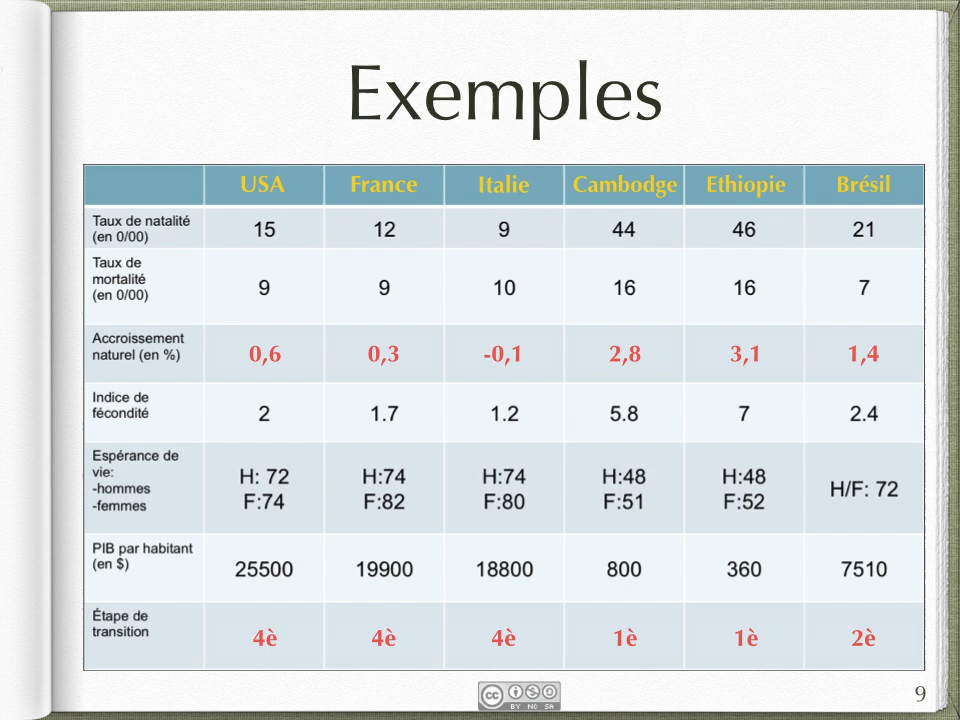 Exemples
USA France Italie Cambodge Ethiopie Brésil
Taux de natalité
(en 0/00)
15 12 9 44 46 21
Taux de
mortalité
(en 0/00)
9 9 10 16 16 7
Accroissement
naturel (en %)
0,6 0,3 -0,1 2,8 3,1 1,4
Indice de
fécondité
2 1.7 1.2 5.8 7 2.4
Espérance de
vie:
-hommes
-femmes
H: 72 H:74 H:74 H:48 H:48 H/F: 72
F:74 F:82 F:80 F:51 F:52
PIB par habitant
(en $)
25500 19900 18800 800 360 7510
Étape de
transition
4è 4è 4è 1è 1è 2è
cc BY NC SA
9